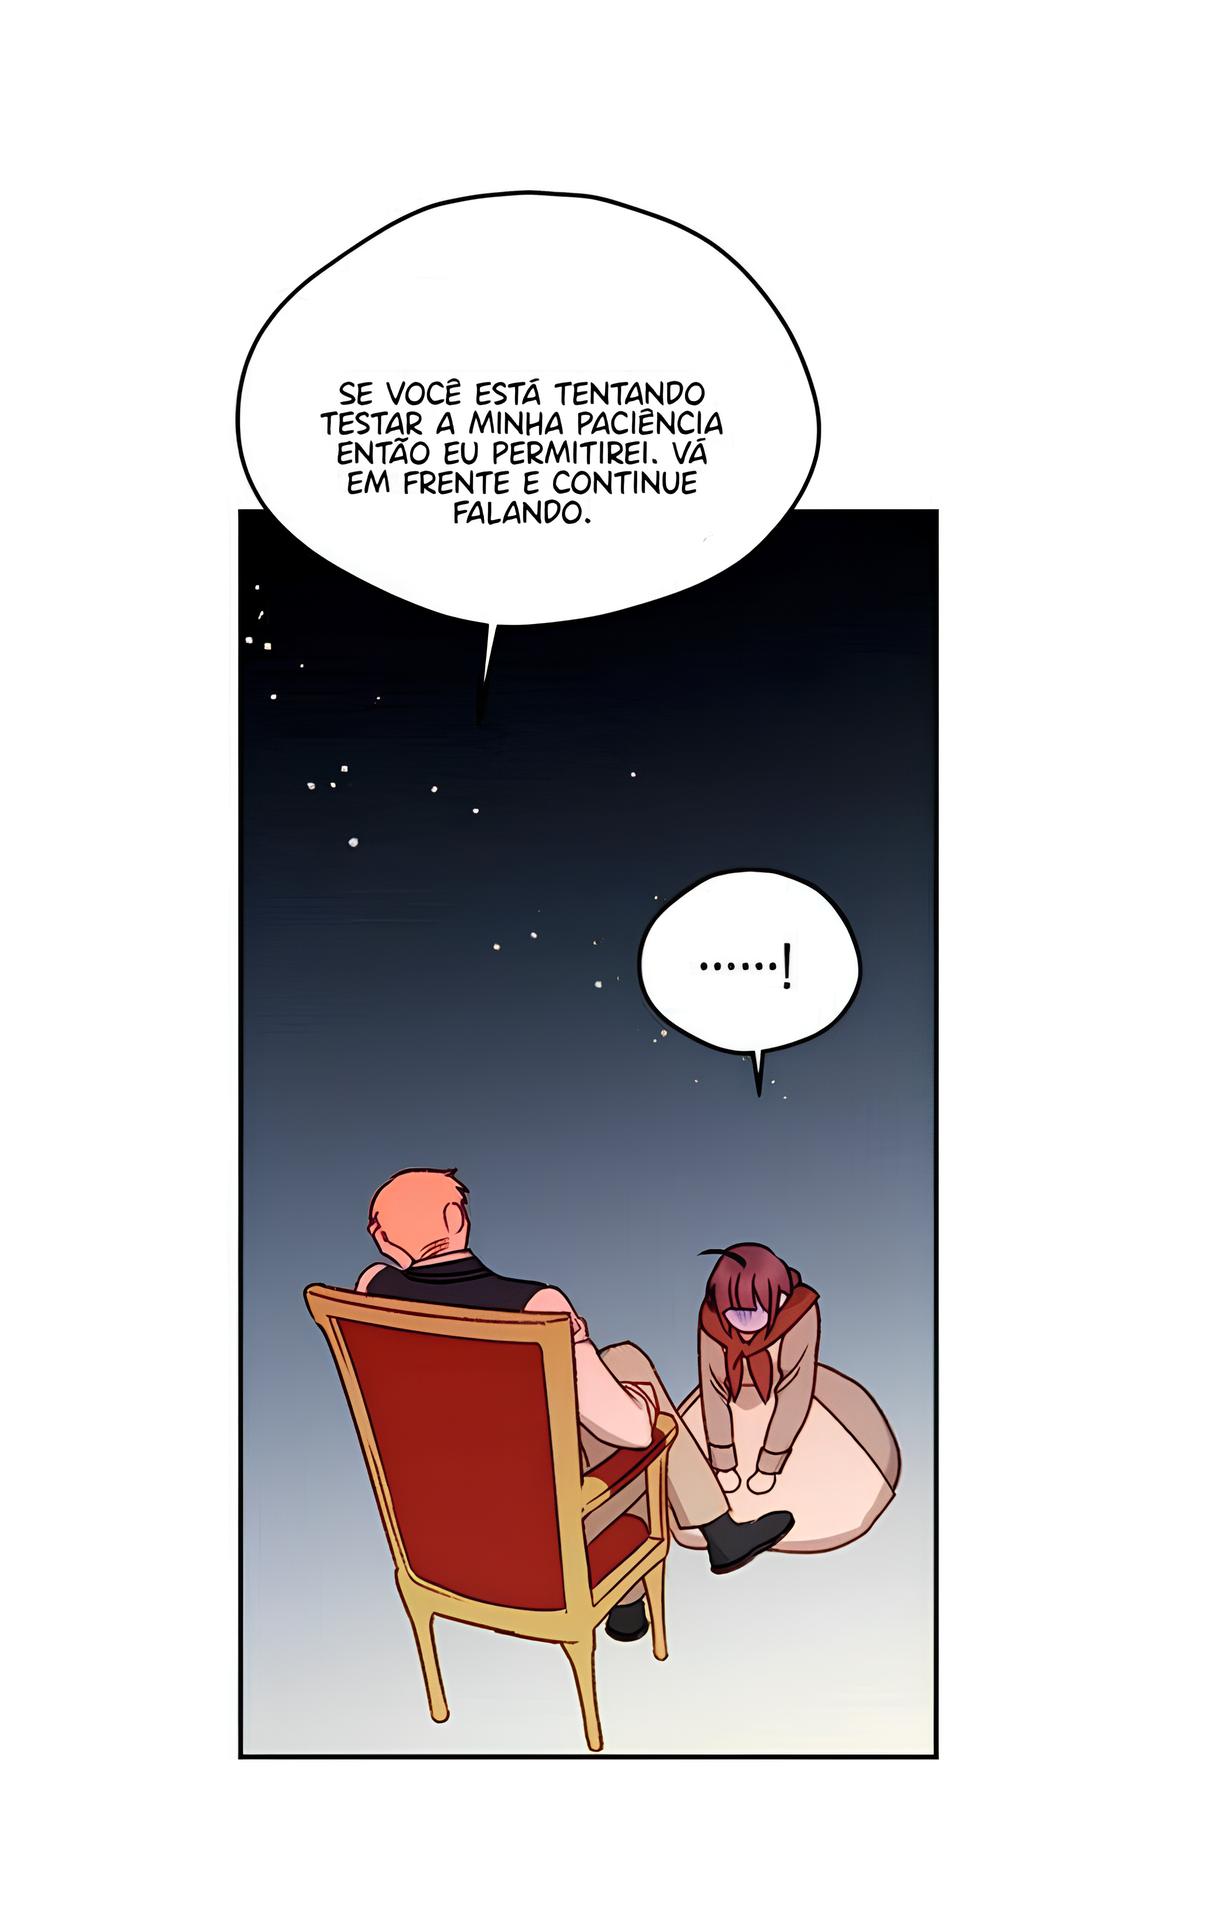 SE VOCÊ ESTÁ TENTANDO
TESTAR A MINHA PACIÊNCIA
ENTÃO EU PERMITIREI. VÁ
EM FRENTE E CONTINUE
FALANDO.
......!